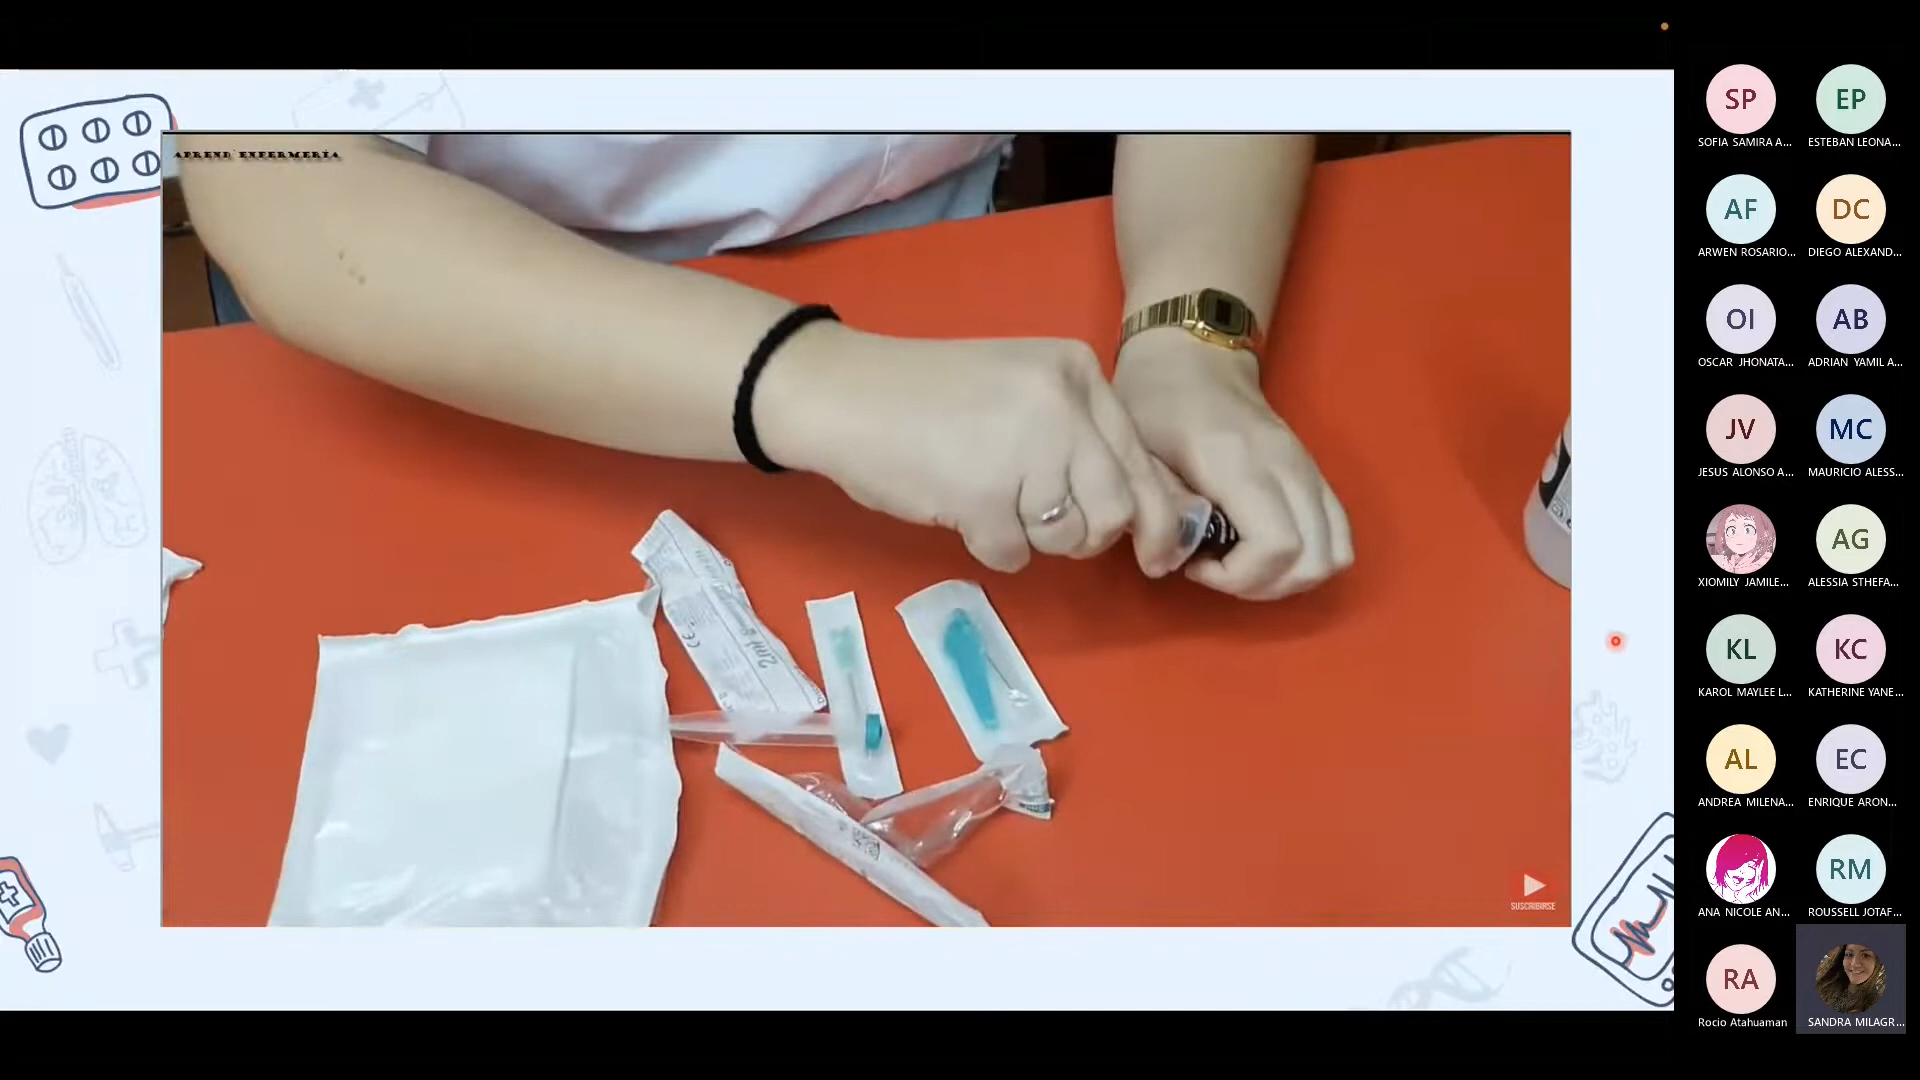 APREND ENFERMERÍA
SUSCRIBIRSE
SP
SOFIA SAMIRA A...
EP
ESTEBAN LEONA...
AF
ARWEN ROSARIO...
DC
DIEGO ALEXAND...
OI
OSCAR JHONATA...
AB
ADRIAN YAMIL A...
JV
JESUS ALONSO A...
MC
MAURICIO ALESS...
XIOMILY JAMILE...
AG
ALESSIA STHEFA...
KL
KAROL MAYLEE L...
KC
KATHERINE YANE...
AL
ANDREA MILENA...
EC
ENRIQUE ARON...
ANA NICOLE AN...
RM
ROUSSELL JOTAF...
RA
Rocio Atahuaman
SANDRA MILAGR...